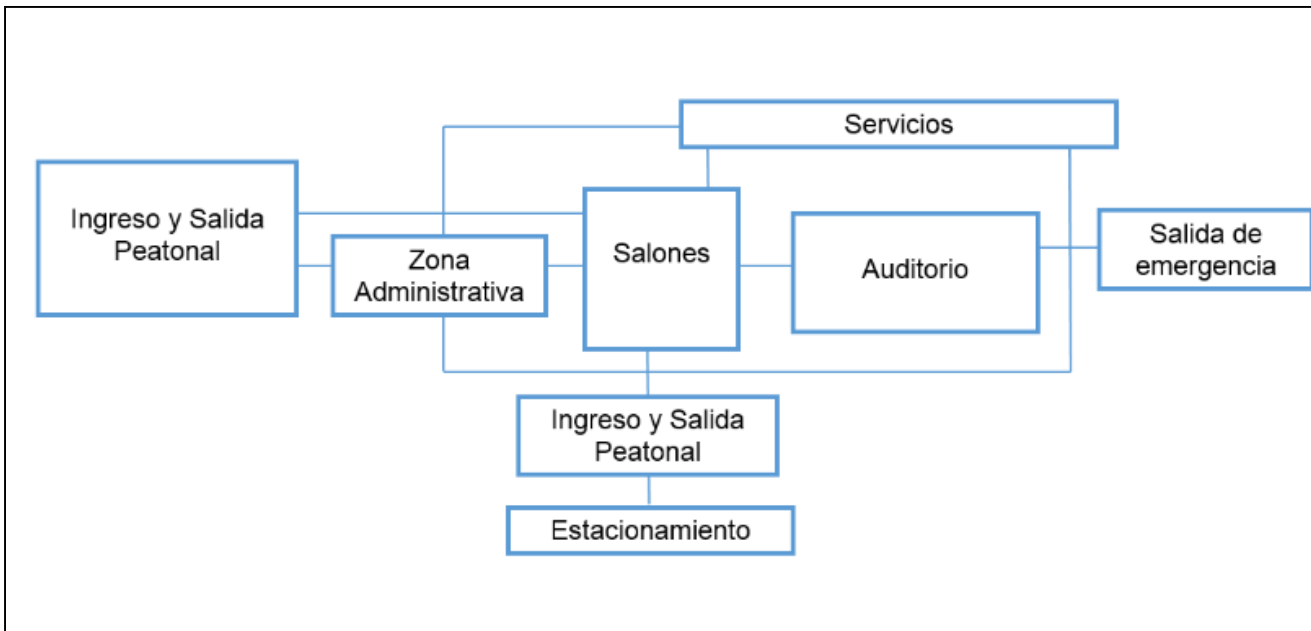 Servicios
Ingreso y Salida
Peatonal
Zona
Administrativa
Salones
Auditorio
Salida de
emergencia
Ingreso y Salida
Peatonal
Estacionamiento